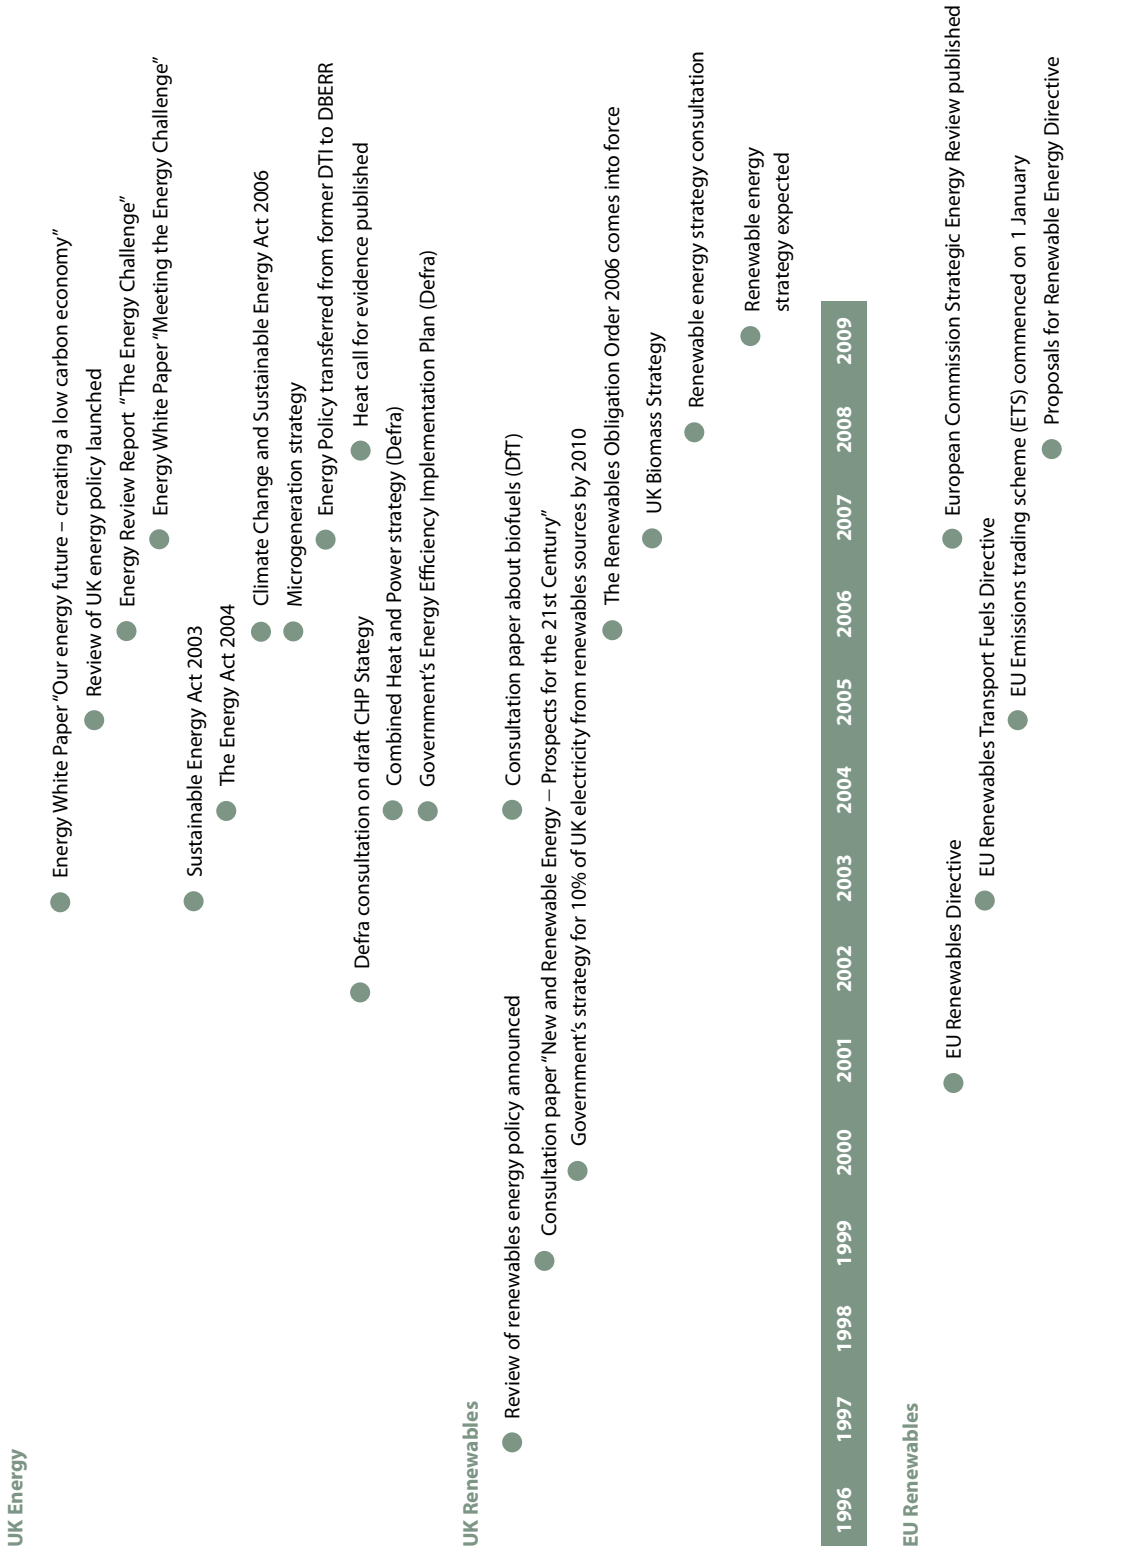 UK Energy
Energy White Paper “Our energy future – creating a low carbon economy”
Review of UK energy policy launched
Energy Review Report “The Energy Challenge”
Energy White Paper “Meeting the Energy Challenge”
Sustainable Energy Act 2003
The Energy Act 2004
Climate Change and Sustainable Energy Act 2006
Microgeneration strategy
Energy Policy transferred from former DTI to DBERR
Defra consultation on draft CHP Stategy
Heat call for evidence published
Combined Heat and Power strategy (Defra)
Government’s Energy Efficiency Implementation Plan (Defra)
UK Renewables
Review of renewables energy policy announced
Consultation paper about biofuels (DfT)
Consultation paper “New and Renewable Energy – Prospects for the 21st Century”
Government’s strategy for 10% of UK electricity from renewables sources by 2010
The Renewables Obligation Order 2006 comes into force
UK Biomass Strategy
Renewable energy strategy consultation
Renewable energy
strategy expected
1996 1997 1998 1999 2000 2001 2002 2003 2004 2005 2006 2007 2008 2009
EU Renewables
EU Renewables Directive
European Commission Strategic Energy Review published
EU Renewables Transport Fuels Directive
EU Emissions trading scheme (ETS) commenced on 1 January
Proposals for Renewable Energy Directive